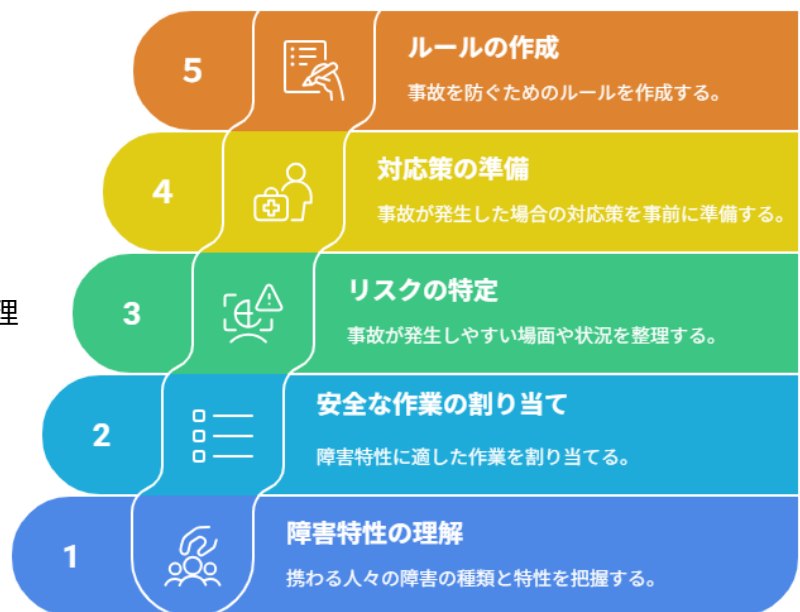 5
ルールの作成
事故を防ぐためのルールを作成する。
4
対応策の準備
事故が発生した場合の対応策を事前に準備する。
理
3
リスクの特定
事故が発生しやすい場面や状況を整理する。
2
安全な作業の割り当て
障害特性に適した作業を割り当てる。
1
障害特性の理解
携わる人々の障害の種類と特性を把握する。